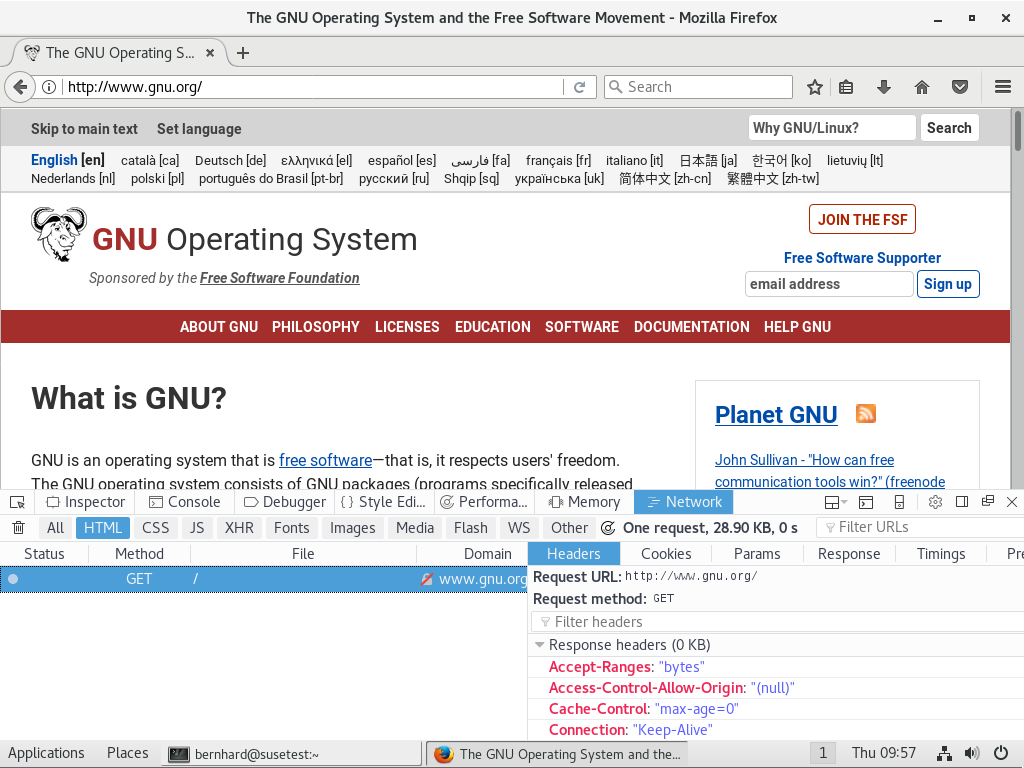 The GNU Operating System and the Free Software Movement - Mozilla Firefox
The GNU Operating S...
http://www.gnu.org/
Search
Skip to main text Set language
Why GNU/Linux? Search
English [en] català [ca] Deutsch [de] ελληνικά [el] español [es] فارسی [fa] français [fr] italiano [it] 日本語 [ja] 한국어 [ko] lietuvių [lt]
Nederlands [nl] polski [pl] português do Brasil [pt-br] русский [ru] Shqip [sq] українська [uk] 简体中文 [zh-cn] 繁體中文 [zh-tw]
GNU Operating System
Sponsored by the Free Software Foundation
JOIN THE FSF
Free Software Supporter
email address Sign up
ABOUT GNU PHILOSOPHY LICENSES EDUCATION SOFTWARE DOCUMENTATION HELP GNU
What is GNU?
GNU is an operating system that is free software—that is, it respects users' freedom.
The GNU operating system consists of GNU packages (programs specifically released
Planet GNU
John Sullivan - "How can free
communication tools win?" (freenode
Inspector Console Debugger Style Edi... Performa... Memory Network
All HTML CSS JS XHR Fonts Images Media Flash WS Other One request, 28.90 KB, 0 s Filter URLs
Status Method File Domain Headers Cookies Params Response Timings Pre
GET / www.gnu.org
Request URL: http://www.gnu.org/
Request method: GET
Filter headers
Response headers (0 KB)
Accept-Ranges: "bytes"
Access-Control-Allow-Origin: "(null)"
Cache-Control: "max-age=0"
Connection: "Keep-Alive"
Applications Places bernhard@susetest:~ The GNU Operating System and the... 1 Thu 09:57